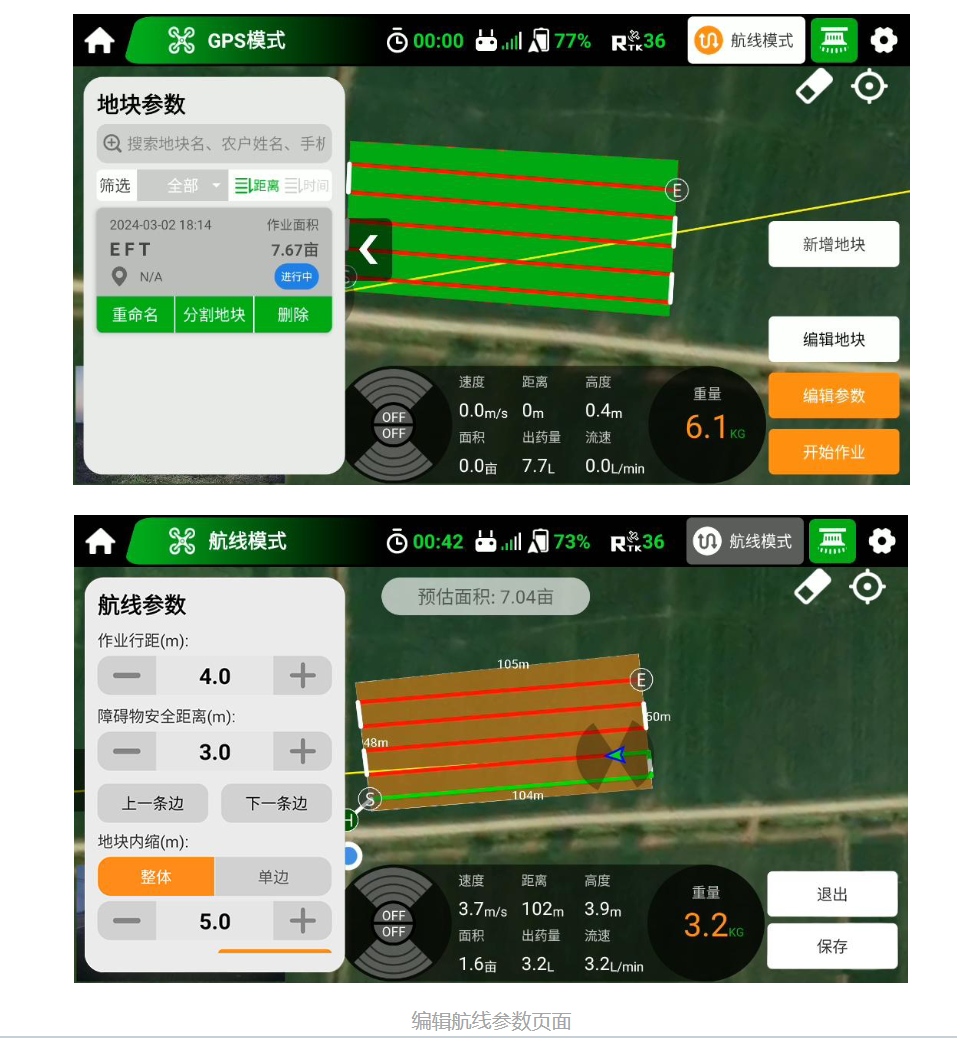 GPS模式 00:00 77% RTK36 航线模式
地块参数
搜索地块名、农户姓名、手机
筛选 全部 距离 时间
2024-03-02 18:14 作业面积
EFT 7.67亩
N/A 进行中
重命名 分割地块 删除
E
S
新增地块
编辑地块
编辑参数
开始作业
OFF
OFF
速度 距离 高度
0.0m/s 0m 0.4m
面积 出药量 流速
0.0亩 7.7L 0.0L/min
重量
6.1KG
航线模式 00:42 73% RTK36 航线模式
航线参数
作业行距(m):
4.0
障碍物安全距离(m):
3.0
上一条边 下一条边
地块内缩(m):
整体 单边
5.0
预估面积: 7.04亩
105m
E
50m
48m
S
104m
H
OFF
OFF
速度 距离 高度
3.7m/s 102m 3.9m
面积 出药量 流速
1.6亩 3.2L 3.2L/min
重量
3.2KG
退出
保存
编辑航线参数页面